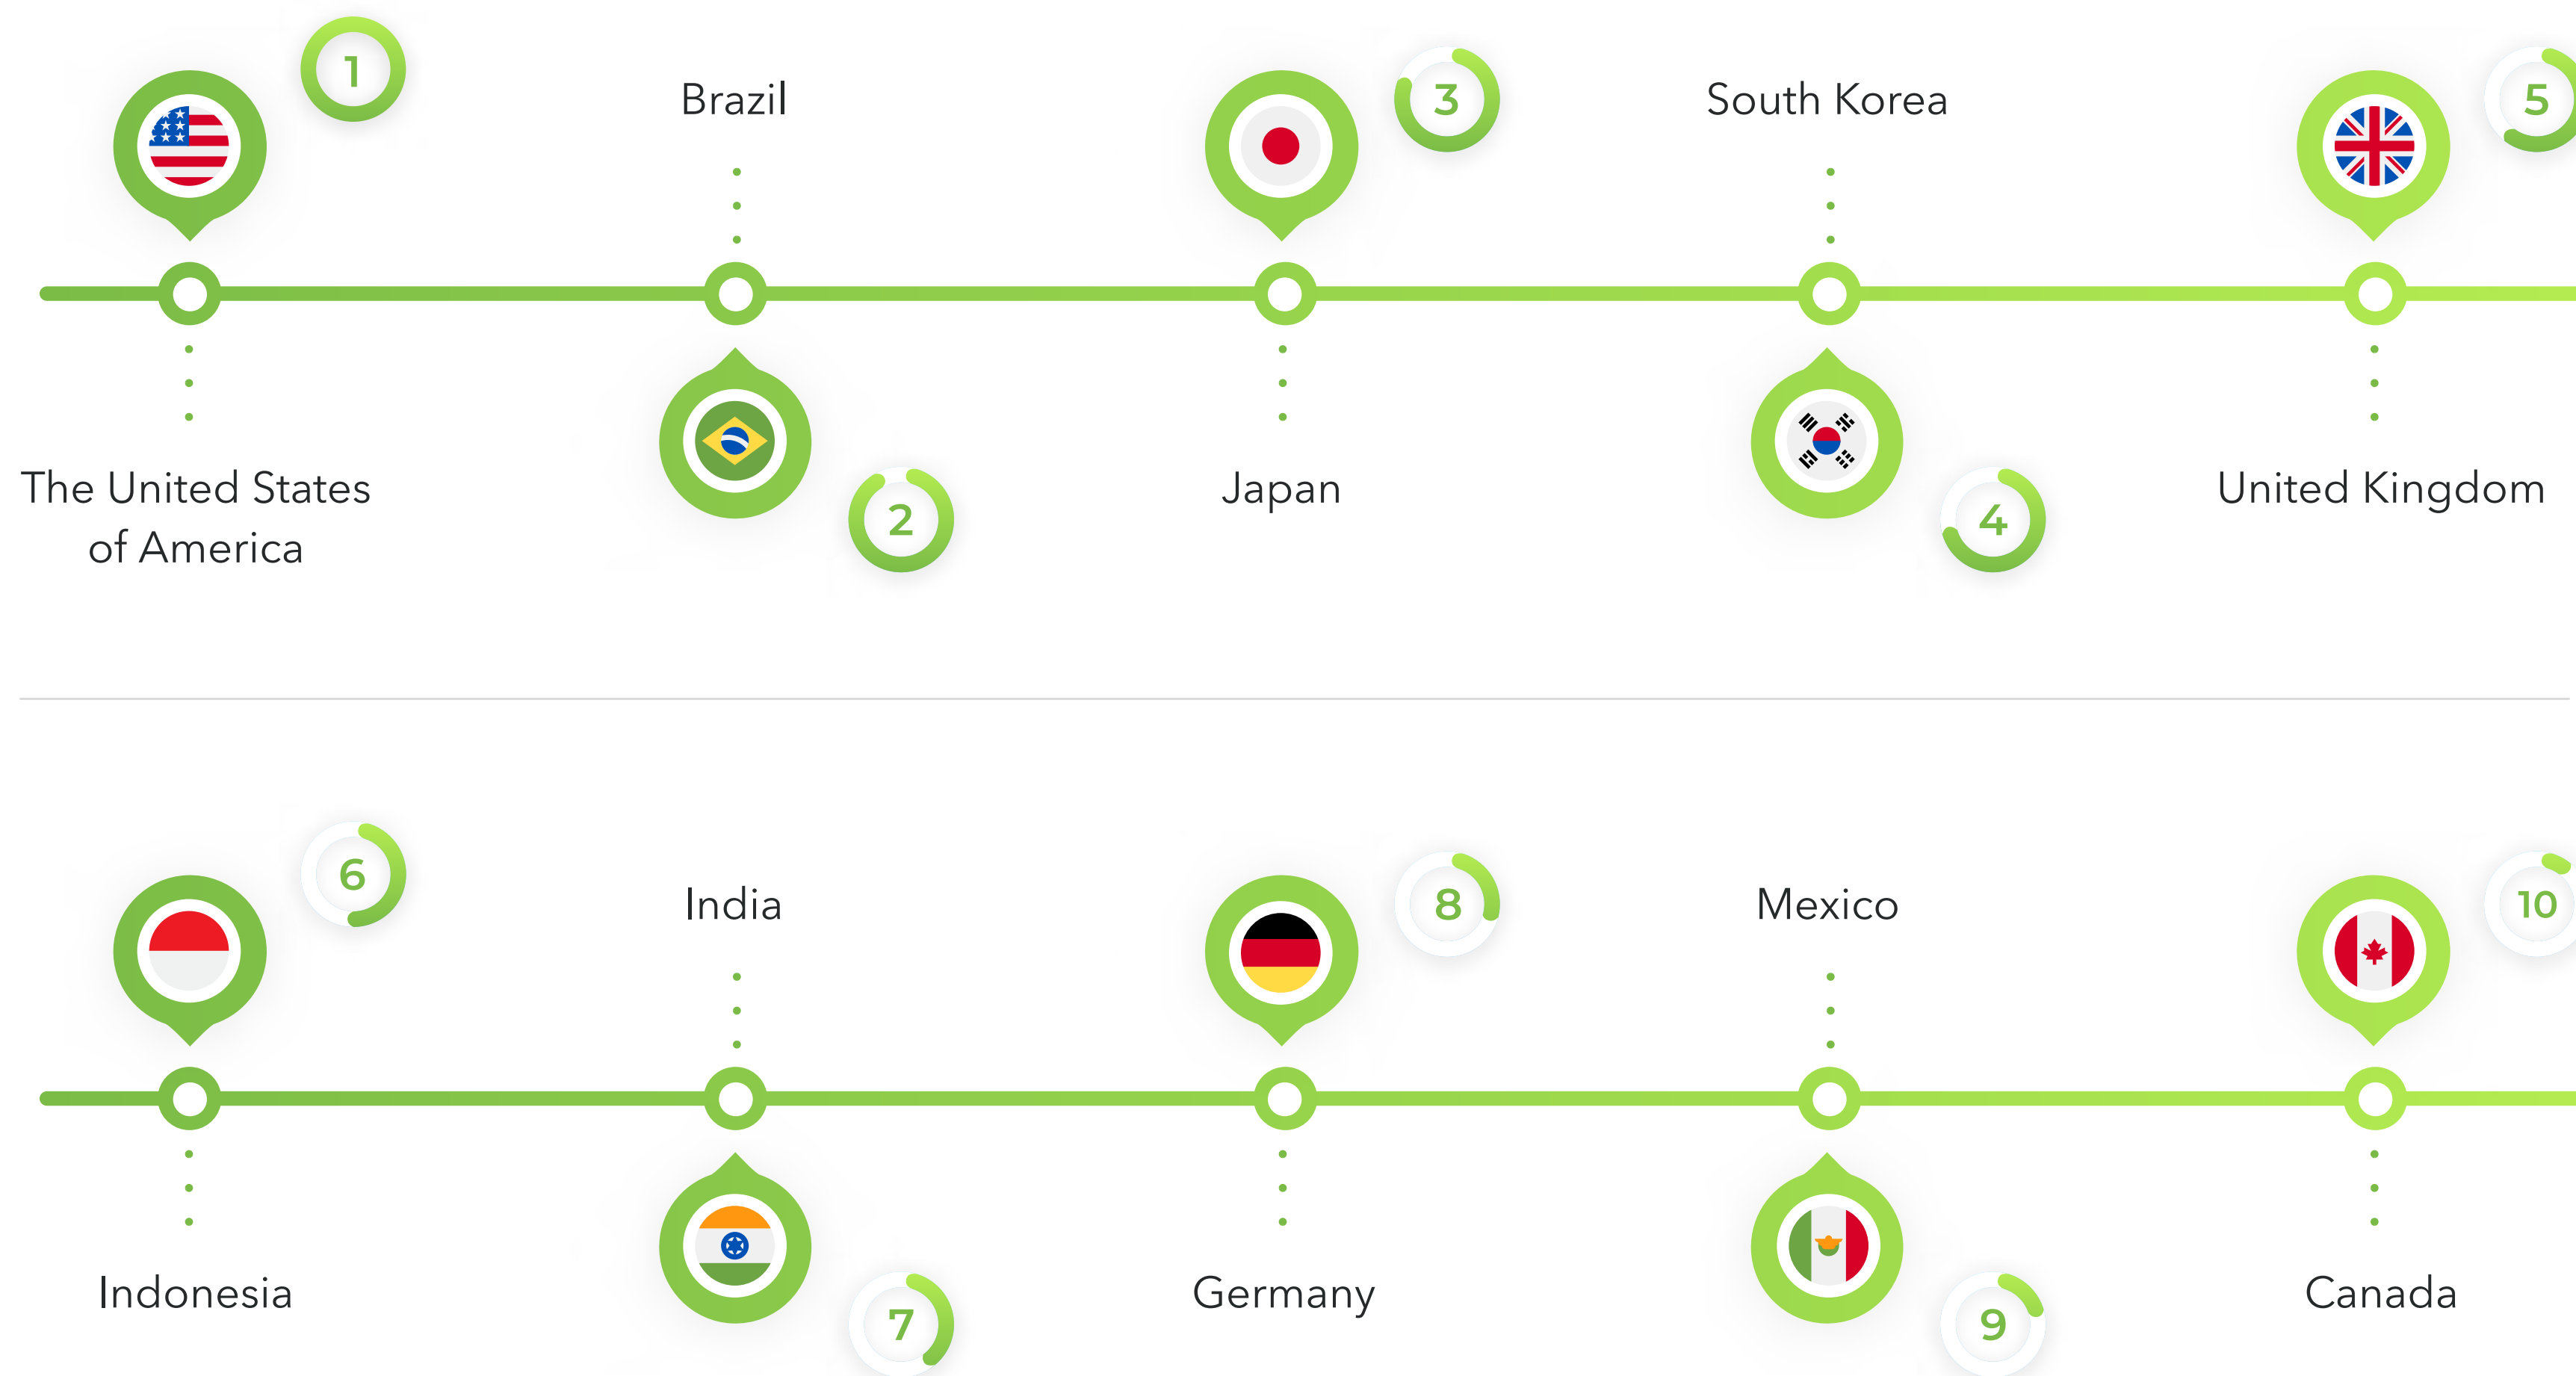 1
The United States
of America
Brazil
2
3
Japan
South Korea
4
5
United Kingdom
6
Indonesia
India
7
8
Germany
Mexico
9
10
Canada